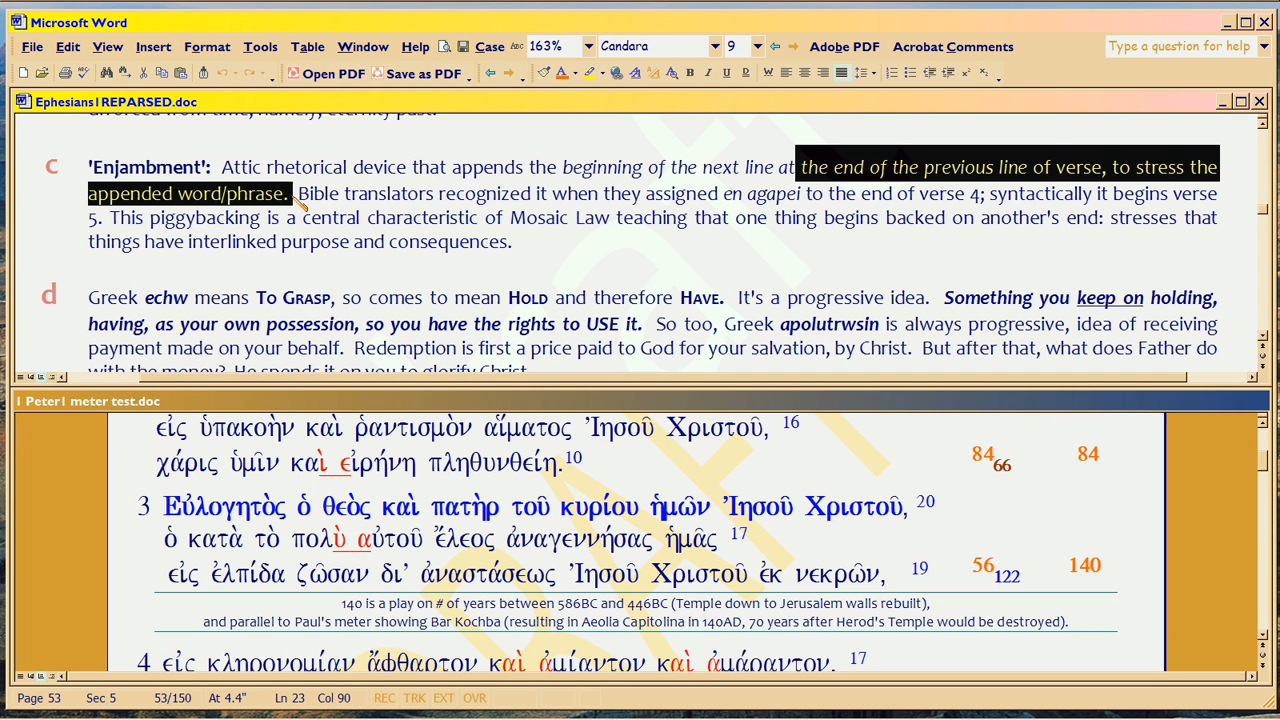 Microsoft Word
File Edit View Insert Format Tools Table Window Help Case ABC 163% Candara 9 Adobe PDF Acrobat Comments Type a question for help
Open PDF Save as PDF
Ephesians1REPARSED.doc
c 'Enjambment': Attic rhetorical device that appends the beginning of the next line at the end of the previous line of verse, to stress the
appended word/phrase. Bible translators recognized it when they assigned en agapei to the end of verse 4; syntactically it begins verse
5. This piggybacking is a central characteristic of Mosaic Law teaching that one thing begins backed on another's end: stresses that
things have interlinked purpose and consequences.
d Greek echw means To Grasp, so comes to mean Hold and therefore Have. It's a progressive idea. Something you keep on holding,
having, as your own possession, so you have the rights to USE it. So too, Greek apolutrwsin is always progressive, idea of receiving
payment made on your behalf. Redemption is first a price paid to God for your salvation, by Christ. But after that, what does Father do
with the money? He spends it on you to glorify Christ
1 Peter1 meter test.doc
εἰς ὑπακοὴν καὶ ῥαντισμὸν αἵματος Ἰησοῦ Χριστοῦ, 16
χάρις ὑμῖν καὶ εἰρήνη πληθυνθείη.10 84 66 84
3 Εὐλογητὸς ὁ θεὸς καὶ πατὴρ τοῦ κυρίου ἡμῶν Ἰησοῦ Χριστοῦ, 20
ὁ κατὰ τὸ πολὺ αὐτοῦ ἔλεος ἀναγεννήσας ἡμᾶς 17
εἰς ἐλπίδα ζῶσαν δι’ ἀναστάσεως Ἰησοῦ Χριστοῦ ἐκ νεκρῶν, 19 56 122 140
140 is a play on # of years between 586BC and 446BC (Temple down to Jerusalem walls rebuilt),
and parallel to Paul's meter showing Bar Kochba (resulting in Aeolia Capitolina in 140AD, 70 years after Herod's Temple would be destroyed).
4 εἰς κληρονομίαν ἄφθαρτον καὶ ἀμίαντον καὶ ἀμάραντον, 17
Page 53 Sec 5 53/150 At 4.4" Ln 23 Col 90 REC TRK EXT OVR